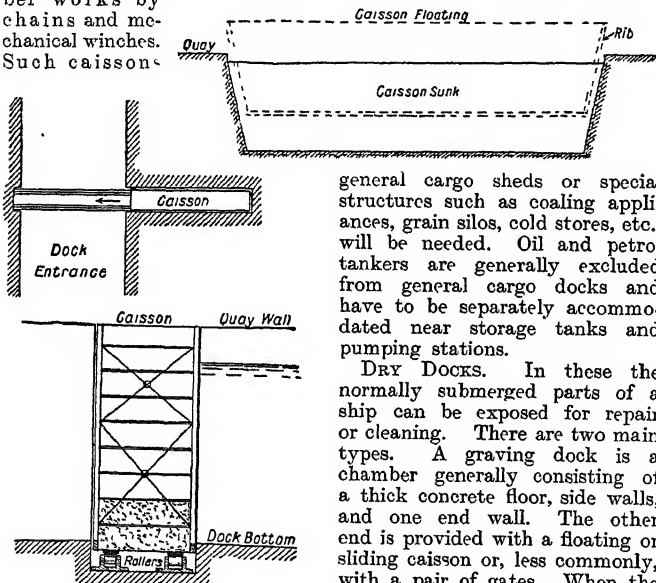 ber works by
chains and me-
chanical winches.
Such caissons
Caisson Floating
Rib
Quay
Caisson Sunk
Caisson
Dock
Entrance
Caisson
Quay Wall
Dock Bottom
Rollers
general cargo sheds or specia
structures such as coaling appli
ances, grain silos, cold stores, etc.
will be needed. Oil and petro
tankers are generally excluded
from general cargo docks and
have to be separately accommo-
dated near storage tanks and
pumping stations.
DRY DOCKS. In these the
normally submerged parts of a
ship can be exposed for repair
or cleaning. There are two main
types. A graving dock is a
chamber generally consisting of
a thick concrete floor, side walls,
and one end wall. The other
end is provided with a floating or
sliding caisson or, less commonly,
with a pair of gates. When the